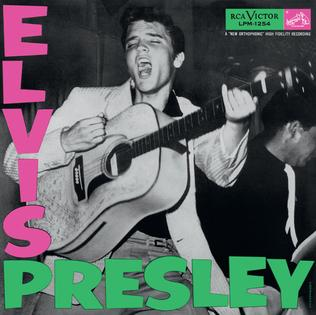 RCA VICTOR
LPM-1254
A "NEW ORTHOPHONIC" HIGH FIDELITY RECORDING
ELVIS
PRESLEY